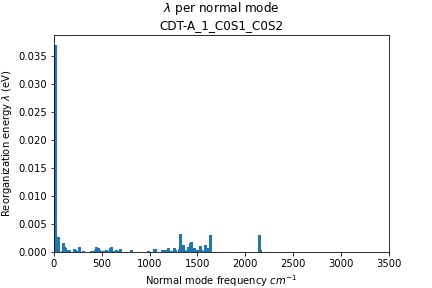 λ per normal mode
CDT-A_1_C0S1_C0S2
Reorganization energy λ (eV)
0.035
0.030
0.025
0.020
0.015
0.010
0.005
0.000
0 500 1000 1500 2000 2500 3000 3500
Normal mode frequency cm⁻¹